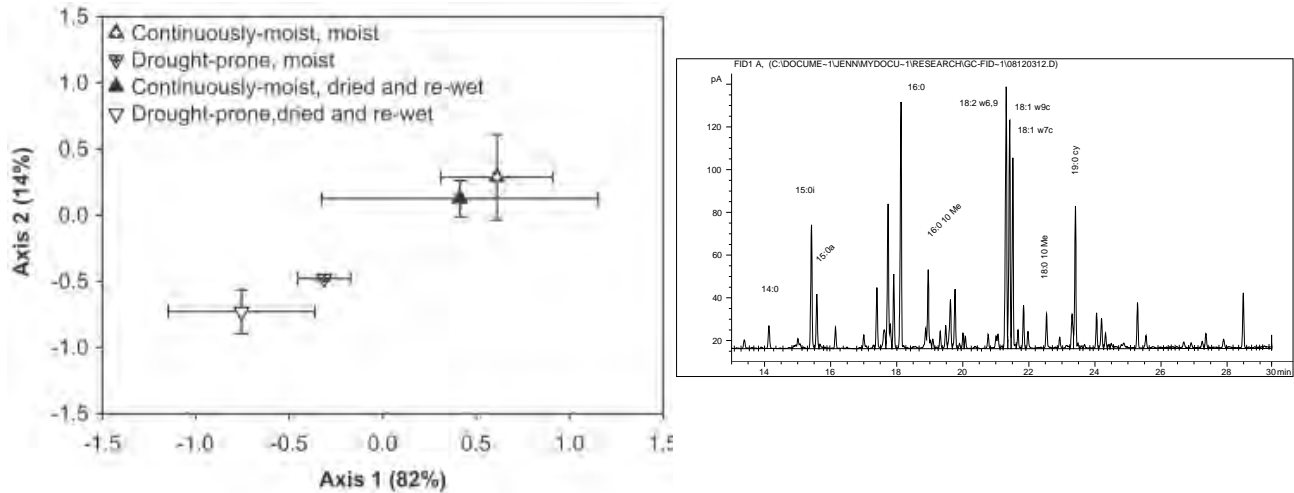 1.5
1.0
0.5
0.0
-0.5
-1.0
-1.5
Axis 2 (14%)
Continuously-moist, moist
Drought-prone, moist
Continuously-moist, dried and re-wet
Drought-prone,dried and re-wet
-1.5 -1.0 -0.5 0.0 0.5 1.0 1.5
Axis 1 (82%)
FID1 A, (C:\DOCUME~1\JENN\MYDOCU~1\RESEARCH\GC-FID~1\08120312.D)
pA
120
100
80
60
40
20
14:0
15:0i
15:0a
16:0
16:0 10 Me
18:2 w6,9
18:1 w9c
18:1 w7c
18:0 10 Me
19:0 cy
14 16 18 20 22 24 26 28 30 min